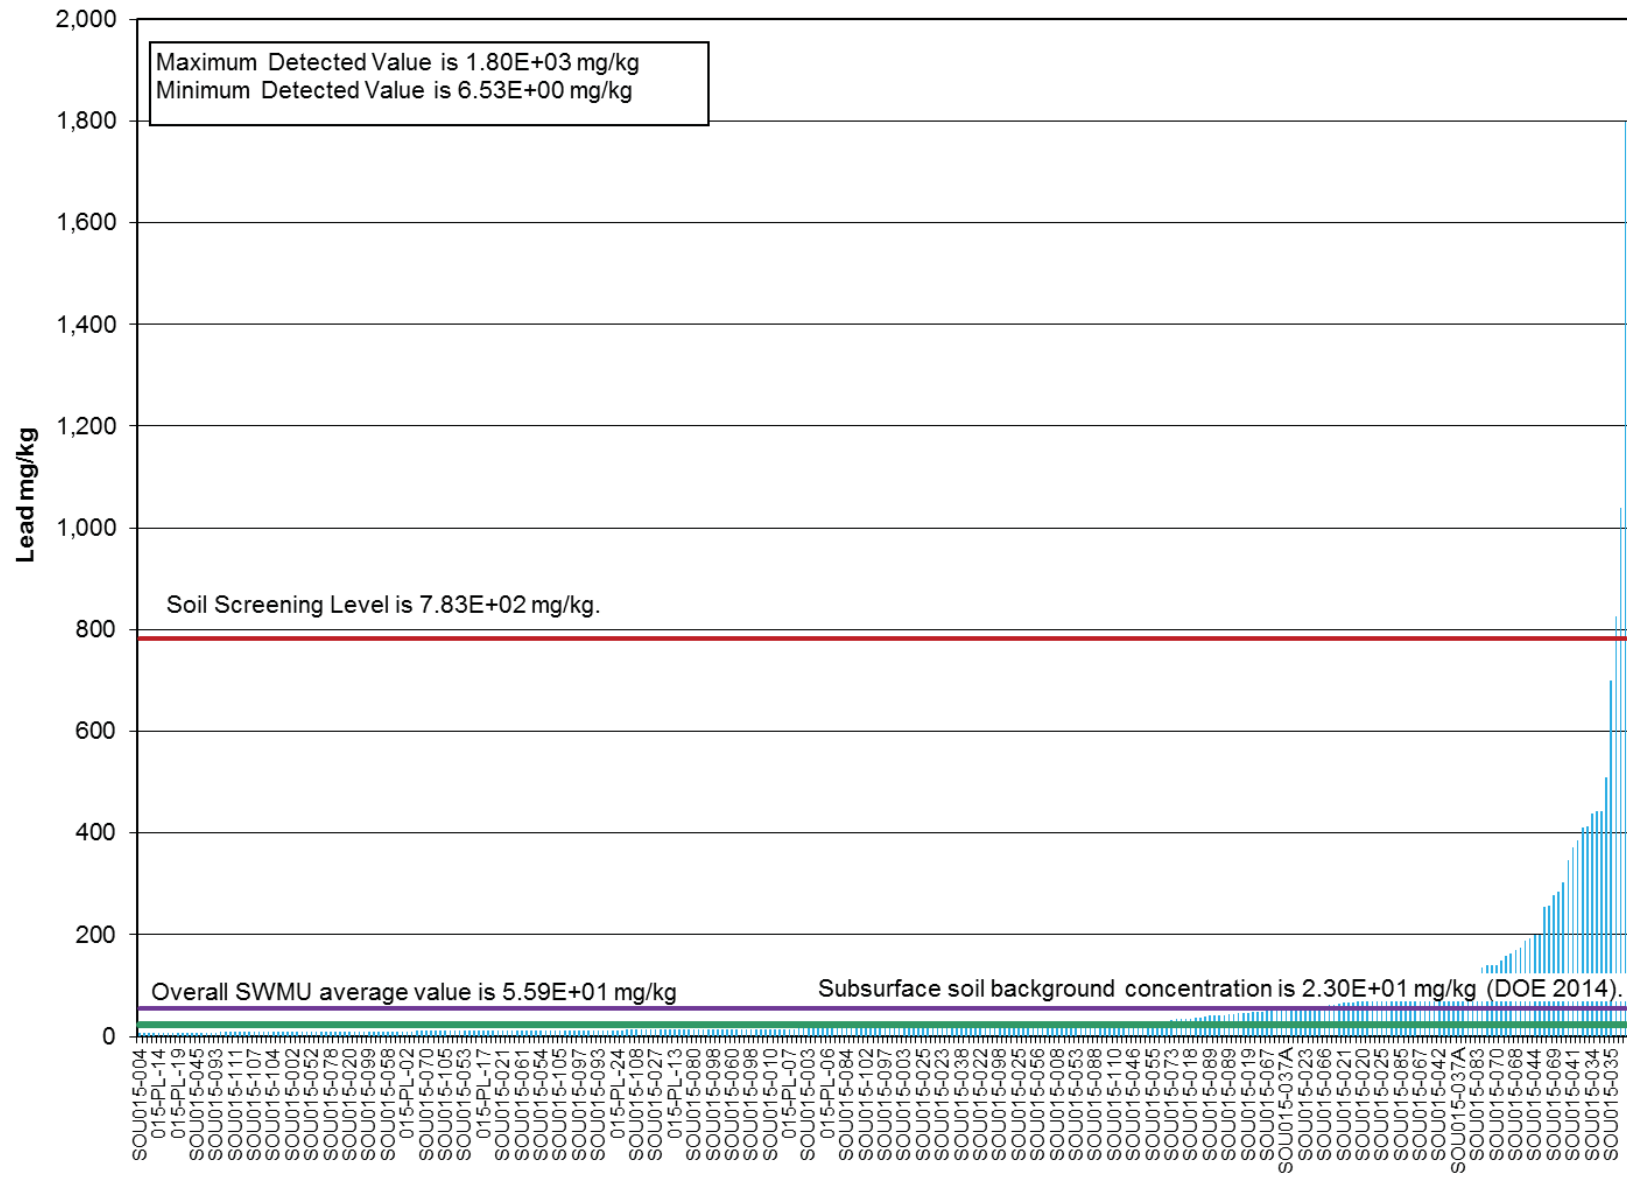 2,000
Maximum Detected Value is 1.80E+03 mg/kg
Minimum Detected Value is 6.53E+00 mg/kg
1,800
1,600
1,400
1,200
Lead mg/kg
1,000
Soil Screening Level is 7.83E+02 mg/kg.
800
600
400
200
Overall SWMU average value is 5.59E+01 mg/kg
Subsurface soil background concentration is 2.30E+01 mg/kg (DOE 2014).
0
SOU015-004
015-PL-14
015-PL-19
SOU015-045
SOU015-093
SOU015-111
SOU015-107
SOU015-104
SOU015-002
SOU015-052
SOU015-078
SOU015-020
SOU015-099
SOU015-058
015-PL-02
SOU015-070
SOU015-105
SOU015-053
015-PL-17
SOU015-021
SOU015-061
SOU015-054
SOU015-105
SOU015-097
SOU015-093
015-PL-24
SOU015-108
SOU015-027
015-PL-13
SOU015-080
SOU015-098
SOU015-060
SOU015-098
SOU015-010
015-PL-07
SOU015-003
015-PL-06
SOU015-084
SOU015-102
SOU015-097
SOU015-003
SOU015-025
SOU015-023
SOU015-038
SOU015-022
SOU015-098
SOU015-025
SOU015-056
SOU015-008
SOU015-053
SOU015-088
SOU015-110
SOU015-046
SOU015-055
SOU015-073
SOU015-018
SOU015-089
SOU015-089
SOU015-019
SOU015-067
SOU015-037A
SOU015-023
SOU015-066
SOU015-021
SOU015-020
SOU015-025
SOU015-085
SOU015-067
SOU015-042
SOU015-037A
SOU015-083
SOU015-070
SOU015-068
SOU015-044
SOU015-069
SOU015-041
SOU015-034
SOU015-035